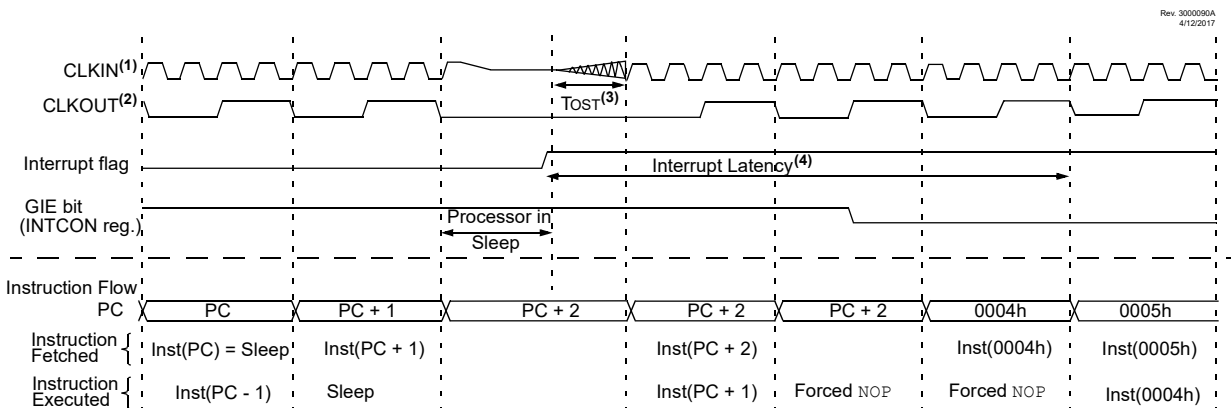 Rev. 3000090A
4/12/2017
CLKIN(1)
CLKOUT(2)
TOST(3)
Interrupt flag
Interrupt Latency(4)
GIE bit
(INTCON reg.)
Processor in
Sleep
Instruction Flow
PC PC PC + 1 PC + 2 PC + 2 PC + 2 0004h 0005h
Instruction
Fetched { Inst(PC) = Sleep Inst(PC + 1) Inst(PC + 2) Inst(0004h) Inst(0005h)
Instruction
Executed { Inst(PC - 1) Sleep Inst(PC + 1) Forced NOP Forced NOP Inst(0004h)